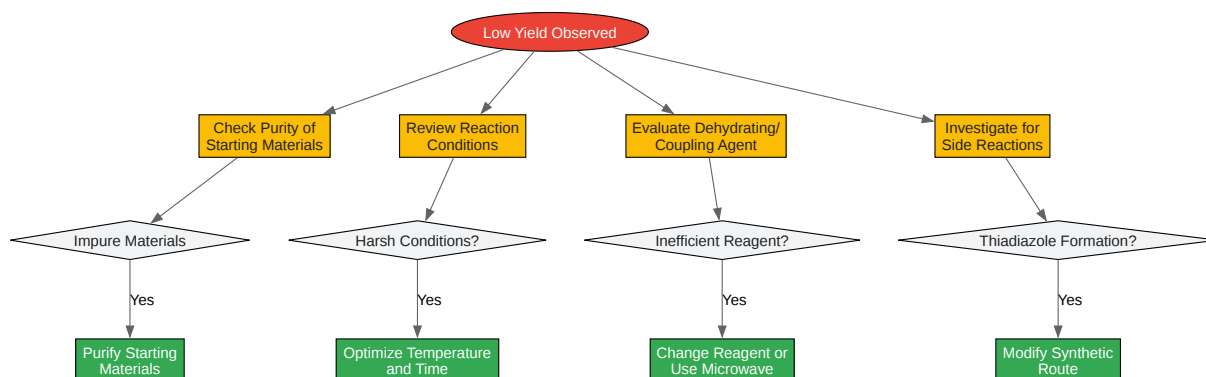 Low Yield Observed
Check Purity of
Starting Materials
Review Reaction
Conditions
Evaluate Dehydrating/
Coupling Agent
Investigate for
Side Reactions
Impure Materials
Harsh Conditions?
Inefficient Reagent?
Thiadiazole Formation?
Yes
Yes
Yes
Yes
Purify Starting
Materials
Optimize Temperature
and Time
Change Reagent or
Use Microwave
Modify Synthetic
Route